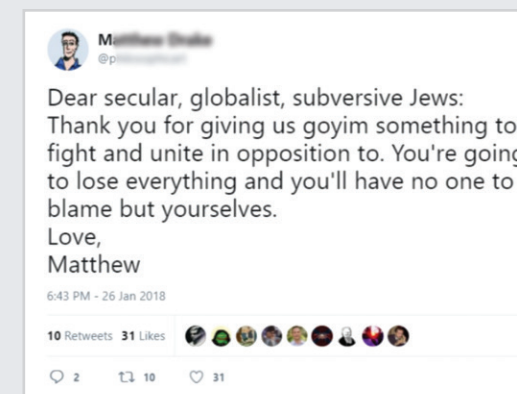 M
@p
Dear secular, globalist, subversive Jews:
Thank you for giving us goyim something to
fight and unite in opposition to. You're going
to lose everything and you'll have no one to
blame but yourselves.
Love,
Matthew
6:43 PM - 26 Jan 2018
10 Retweets 31 Likes
2 10 31